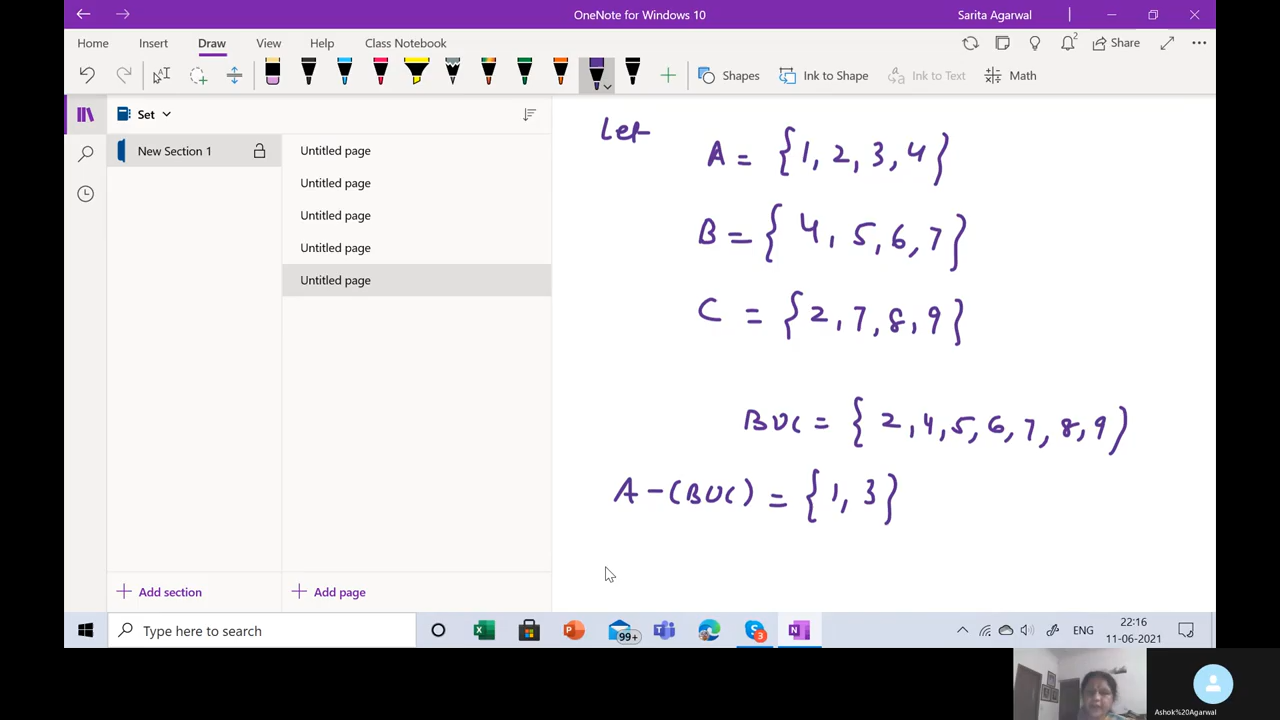 OneNote for Windows 10
Sarita Agarwal
Home Insert Draw View Help Class Notebook
Share
Shapes Ink to Shape Ink to Text Math
Set
New Section 1
Untitled page
Untitled page
Untitled page
Untitled page
Untitled page
Let
A = {1, 2, 3, 4}
B = {4, 5, 6, 7}
C = {2, 7, 8, 9}
B∪C = {2, 4, 5, 6, 7, 8, 9}
A-(B∪C) = {1, 3}
Add section
Add page
Type here to search
99+
3
ENG
22:16
11-06-2021
Ashok%20Agarwal